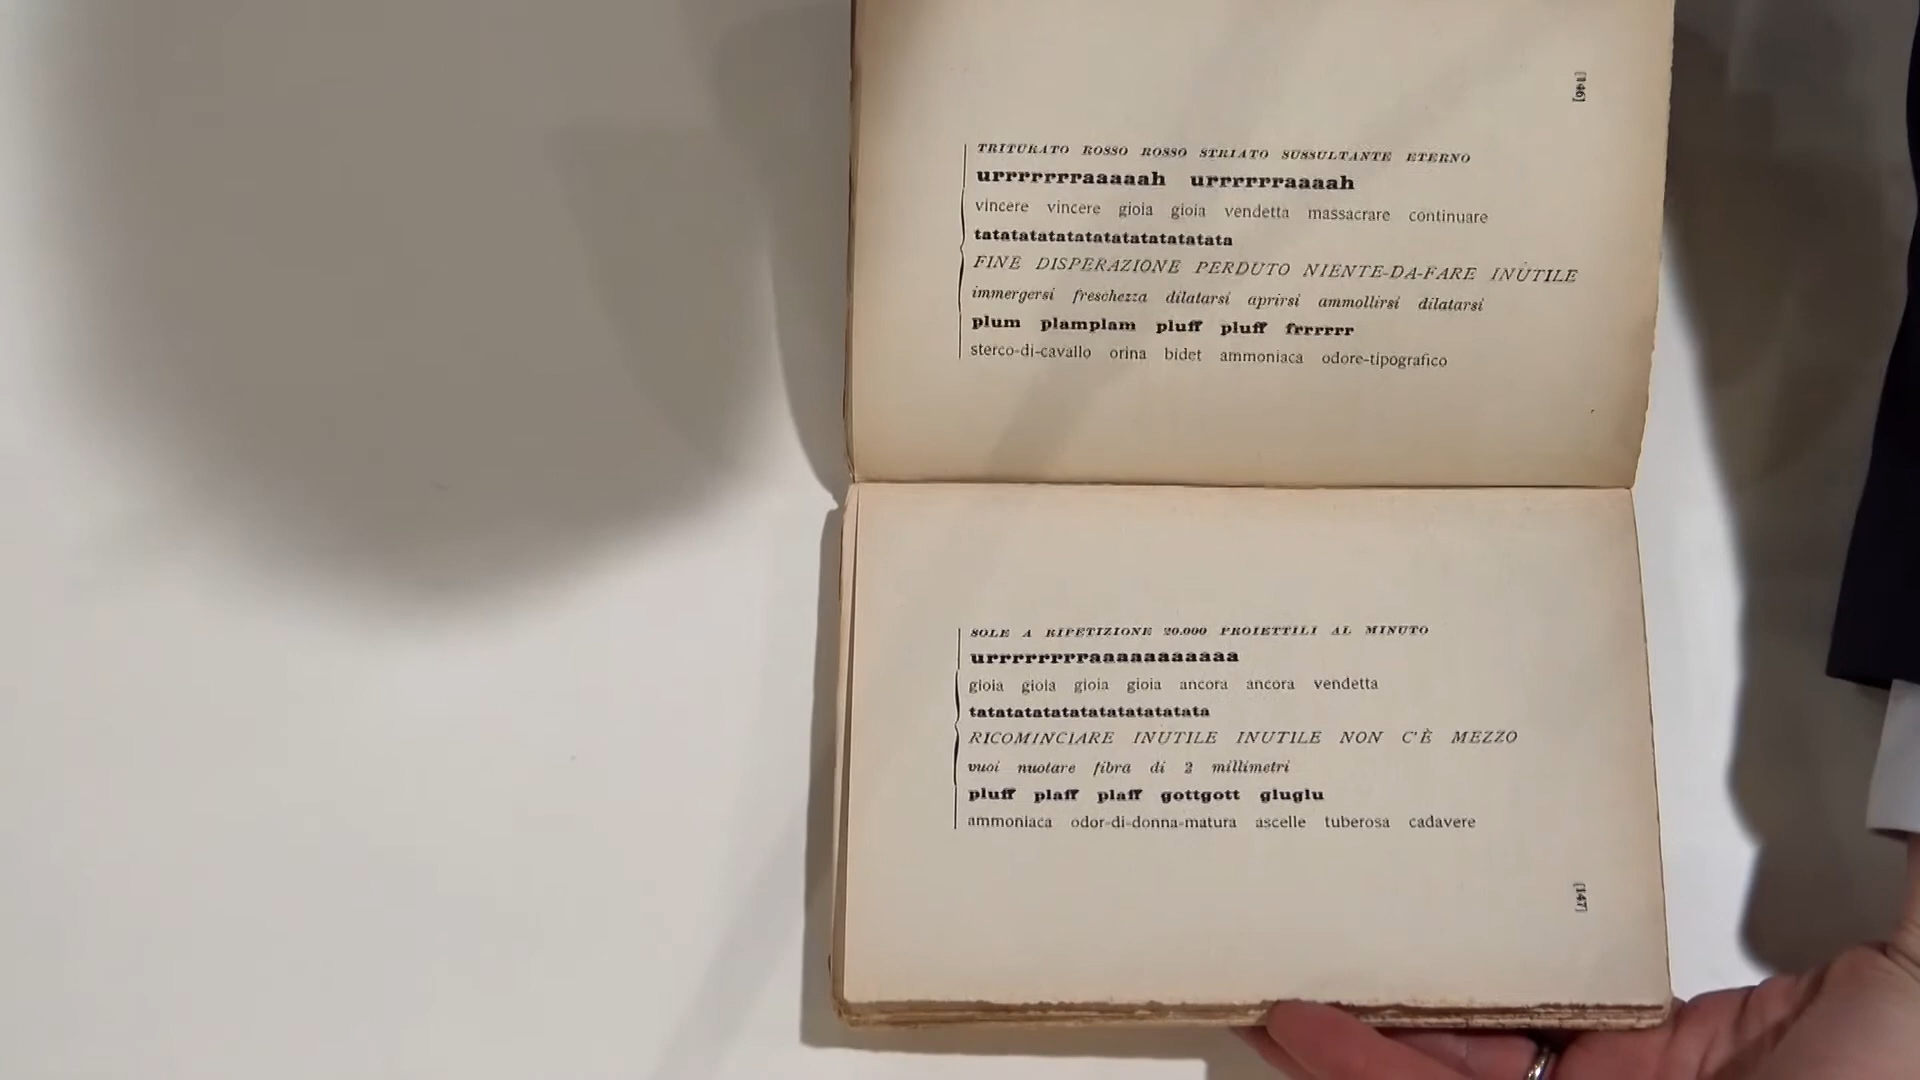 [146]
TRITURATO ROSSO ROSSO STRIATO SUSSULTANTE ETERNO
urrrrrrraaaaah urrrrrraaaah
vincere vincere gioia gioia vendetta massacrare continuare
tatatatatatatatatatatatatata
FINE DISPERAZIONE PERDUTO NIENTE-DA-FARE INÙTILE
immergersi freschezza dilatarsi aprirsi ammollirsi dilatarsi
plum plamplam pluff pluff frrrrrr
sterco-di-cavallo orina bidet ammoniaca odore-tipografico
SOLE A RIPETIZIONE 20.000 PROIETTILI AL MINUTO
urrrrrrrraaaaaaaaaaa
gioia gioia gioia gioia ancora ancora vendetta
tatatatatatatatatatatatata
RICOMINCIARE INUTILE INUTILE NON C'È MEZZO
vuoi nuotare fibra di 2 millimetri
pluff plaff plaff gottgott gluglu
ammoniaca odor-di-donna-matura ascelle tuberosa cadavere
[147]